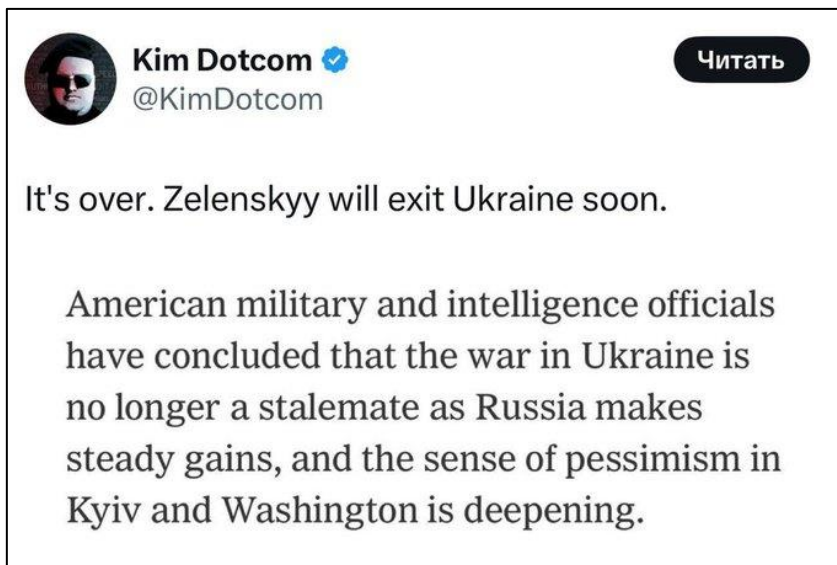 Kim Dotcom
@KimDotcom
Читать
It's over. Zelenskyy will exit Ukraine soon.
American military and intelligence officials
have concluded that the war in Ukraine is
no longer a stalemate as Russia makes
steady gains, and the sense of pessimism in
Kyiv and Washington is deepening.